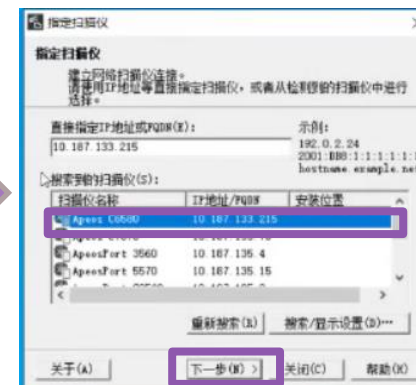 指定扫描仪
指定扫描仪
建立网络扫描仪连接。
请使用IP地址等直接指定扫描仪，或者从检测到的扫描仪中进行
选择。
直接指定IP地址或FQDN(E):
示例:
10.187.133.215
192.0.2.24
2001:DB8:1:1:1:1:
hostname.example.net
搜索到的扫描仪(S):
扫描仪名称 IP地址/FQDN 安装位置
Apeos C6580 10.187.133.215
ApeosPort 3560 10.187.135.4
ApeosPort 5570 10.187.135.15
重新搜索(R) 搜索/显示设置(D)...
关于(A) 下一步(N) > 关闭(C) 帮助(H)